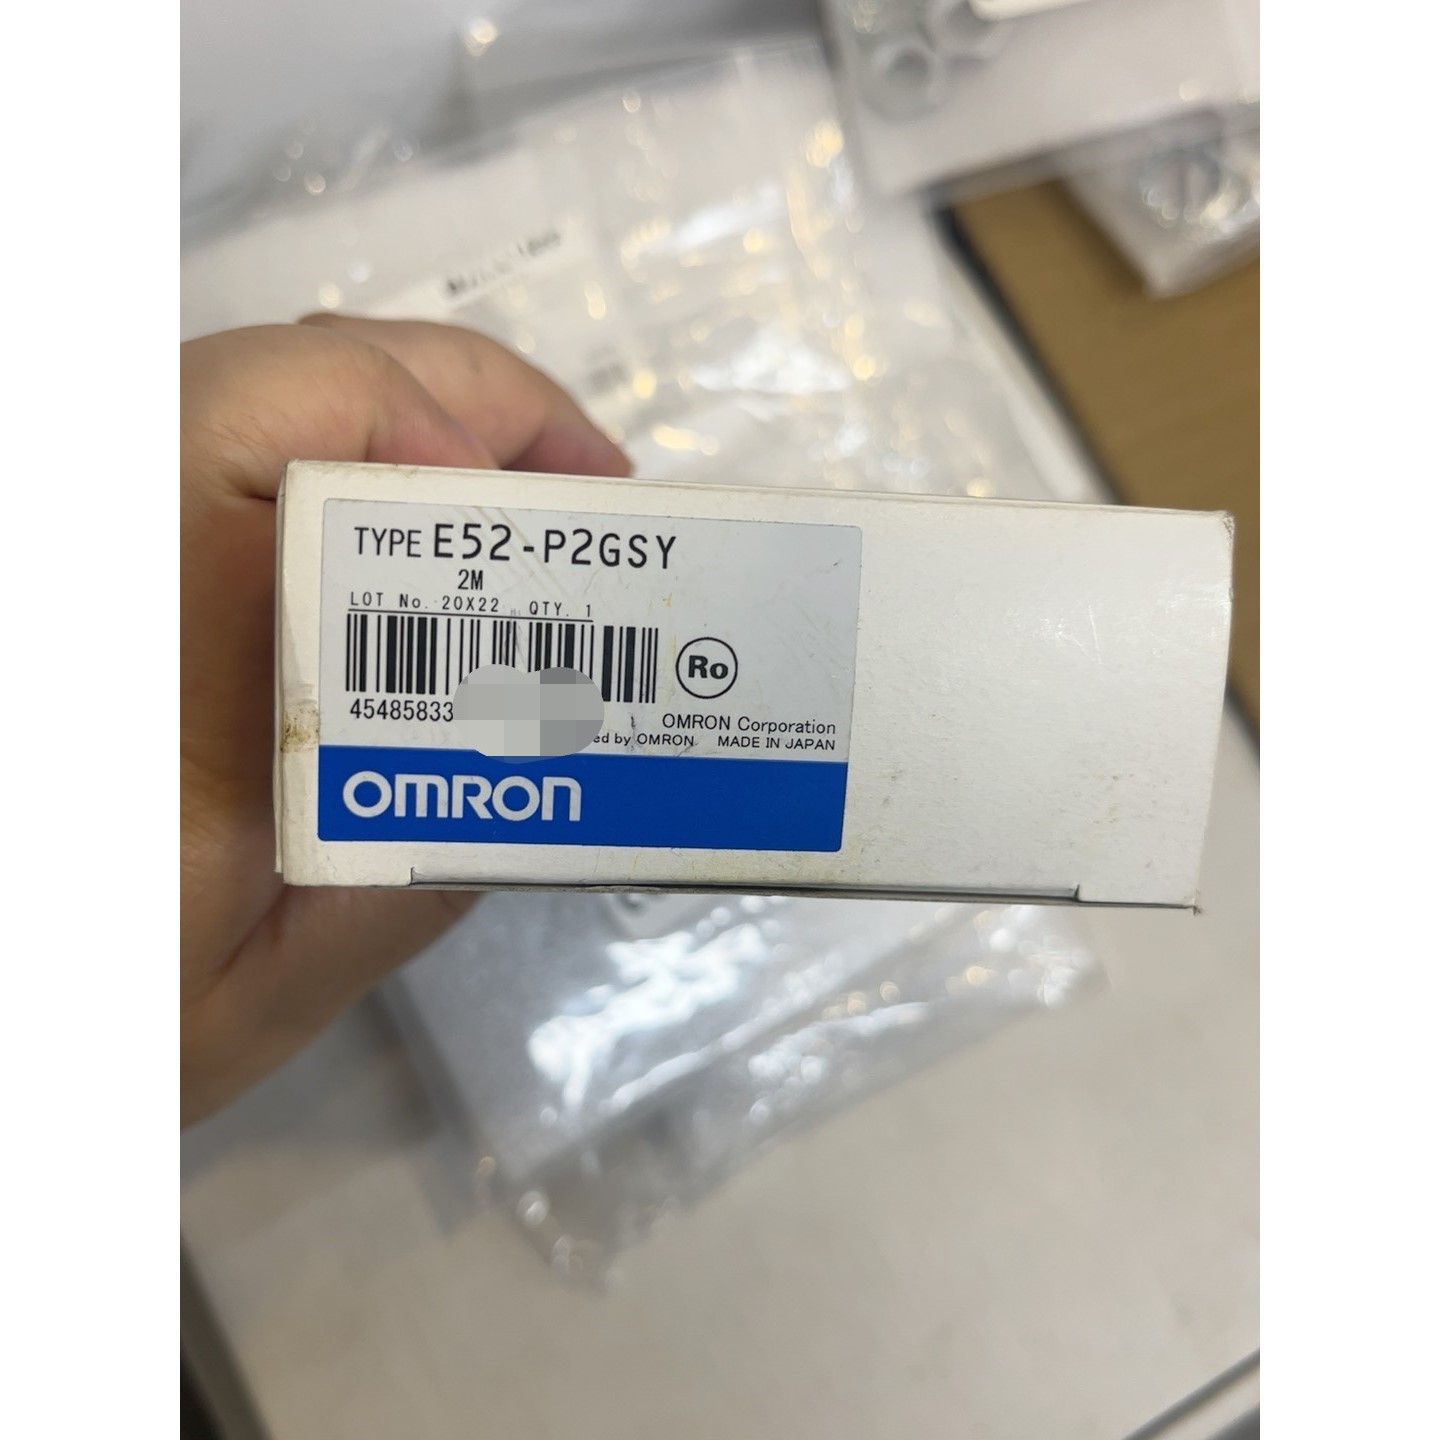 TYPE E52-P2GSY
2M
LOT No. 20X22 QTY. 1
45485833
Ro
OMRON Corporation
by OMRON MADE IN JAPAN
OMRON